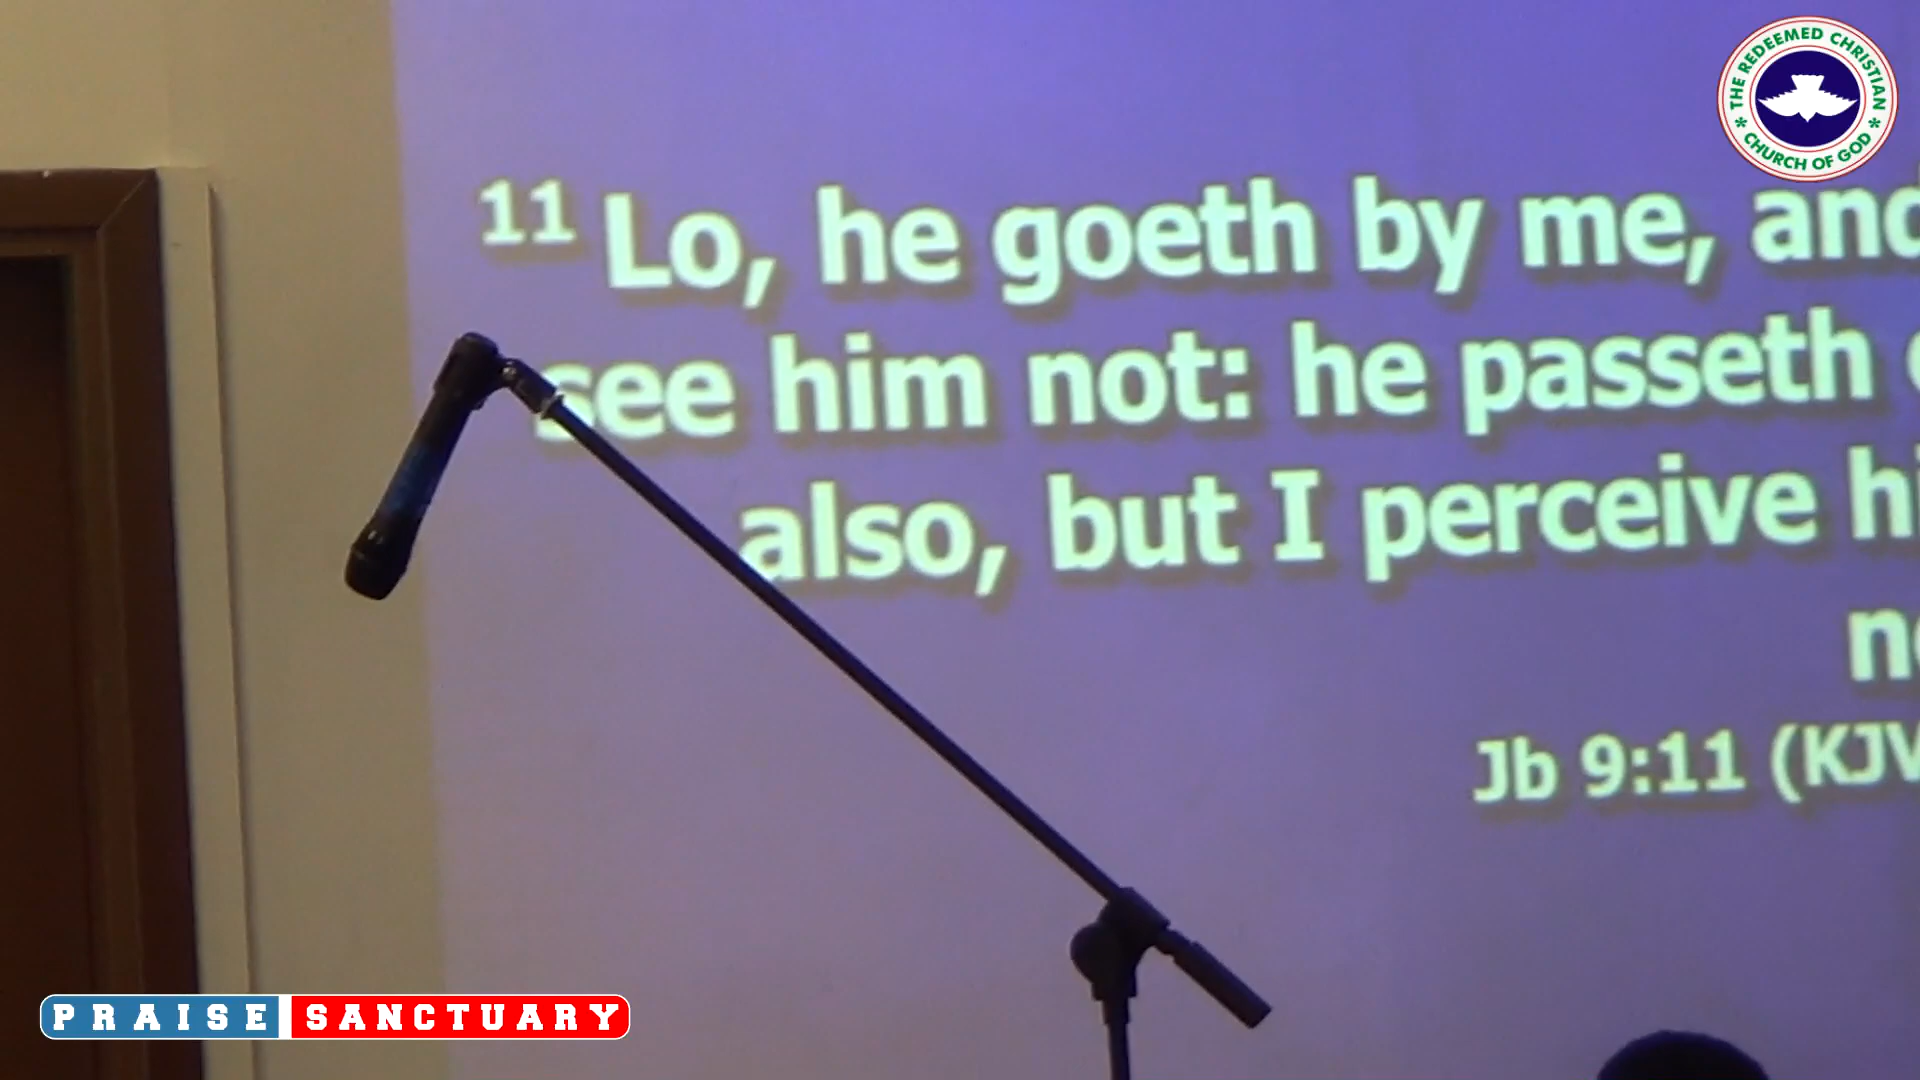 THE REDEEMED CHRISTIAN
CHURCH OF GOD
11 Lo, he goeth by me, and
see him not: he passeth
also, but I perceive
Jb 9:11 (KJV
PRAISE SANCTUARY